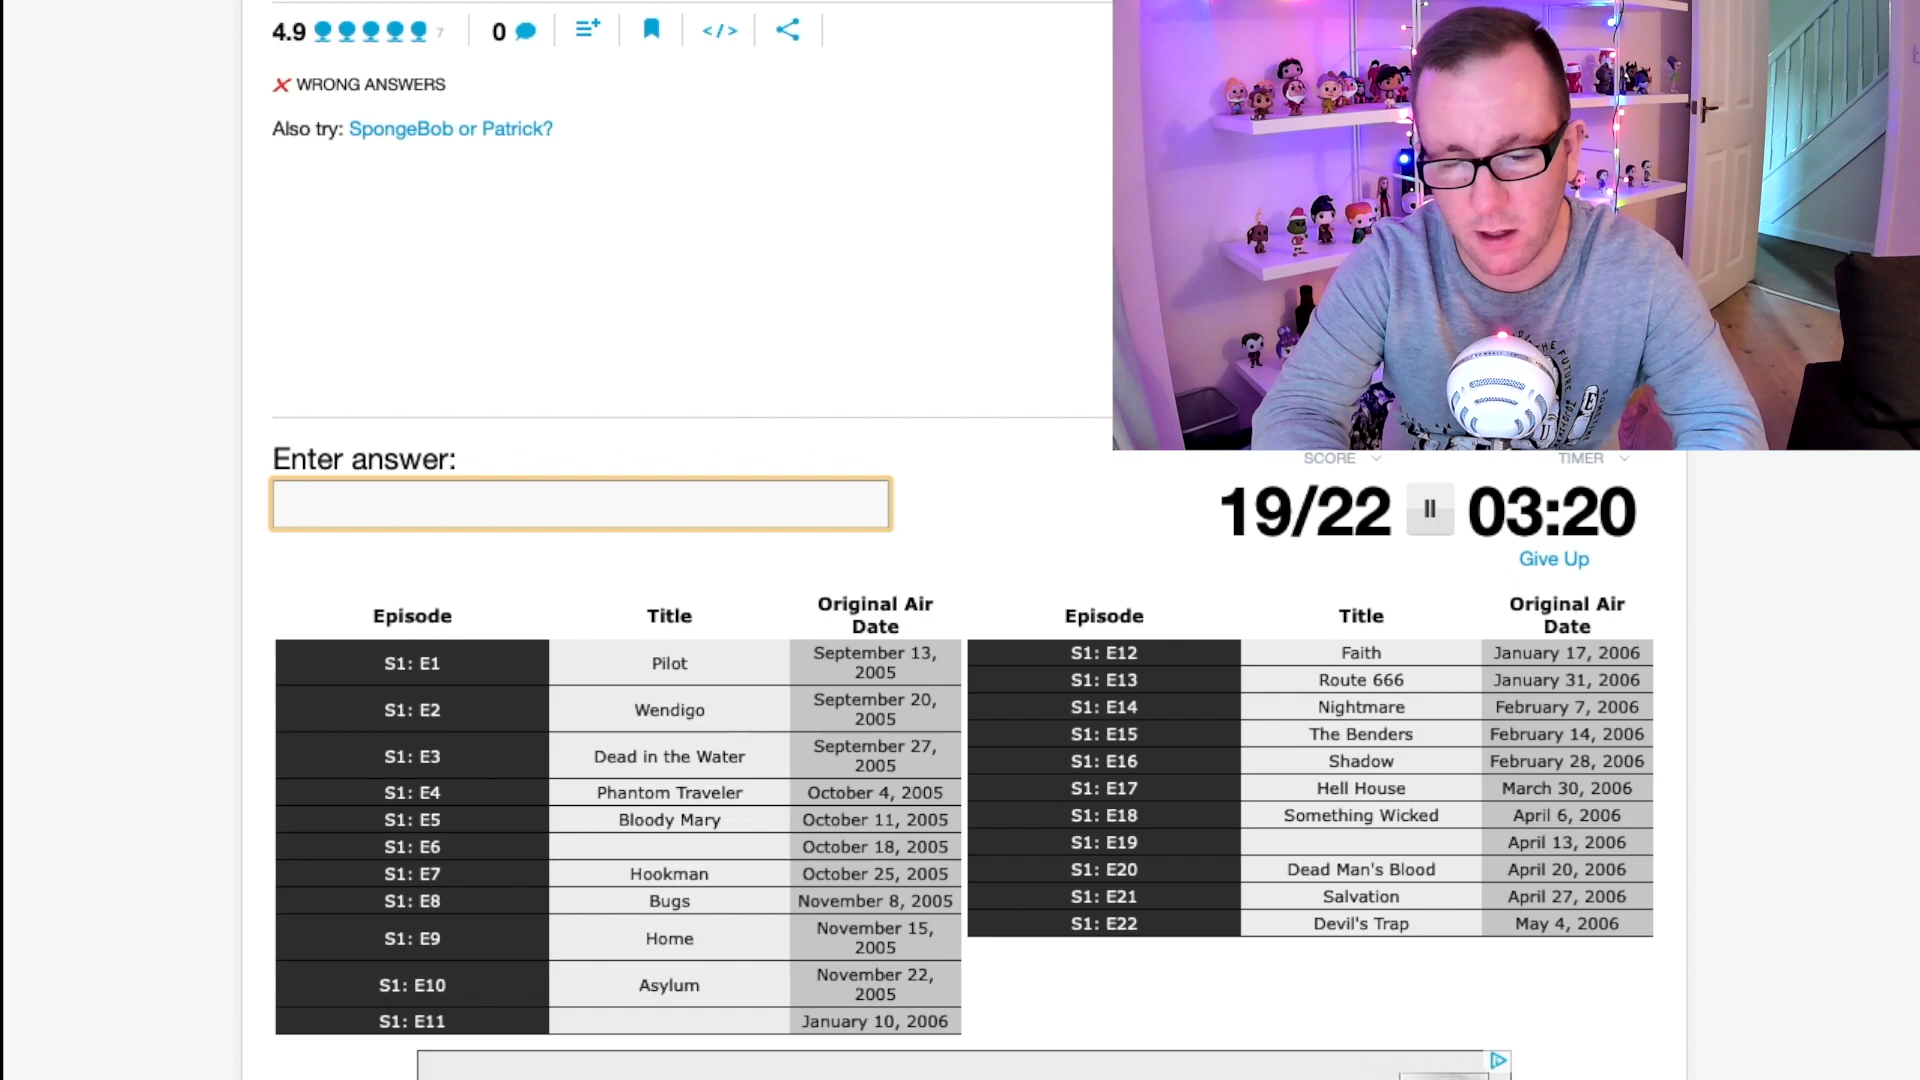 4.9 7 0 </>
WRONG ANSWERS
Also try: SpongeBob or Patrick?
Enter answer:
SCORE TIMER
19/22 03:20
Give Up
Episode Title Original Air Date Episode Title Original Air Date
S1: E1 Pilot September 13, 2005
S1: E2 Wendigo September 20, 2005
S1: E3 Dead in the Water September 27, 2005
S1: E4 Phantom Traveler October 4, 2005
S1: E5 Bloody Mary October 11, 2005
S1: E6 October 18, 2005
S1: E7 Hookman October 25, 2005
S1: E8 Bugs November 8, 2005
S1: E9 Home November 15, 2005
S1: E10 Asylum November 22, 2005
S1: E11 January 10, 2006
S1: E12 Faith January 17, 2006
S1: E13 Route 666 January 31, 2006
S1: E14 Nightmare February 7, 2006
S1: E15 The Benders February 14, 2006
S1: E16 Shadow February 28, 2006
S1: E17 Hell House March 30, 2006
S1: E18 Something Wicked April 6, 2006
S1: E19 April 13, 2006
S1: E20 Dead Man's Blood April 20, 2006
S1: E21 Salvation April 27, 2006
S1: E22 Devil's Trap May 4, 2006